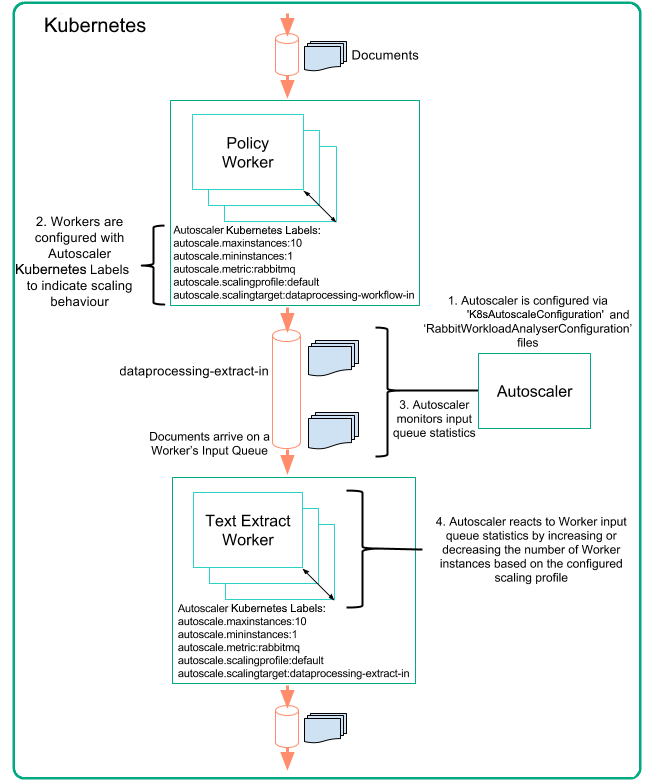 Kubernetes
Documents
Policy
Worker
Autoscaler Kubernetes Labels:
autoscale.maxinstances:10
autoscale.mininstances:1
autoscale.metric:rabbitmq
autoscale.scalingprofile:default
autoscale.scalingtarget:dataprocessing-workflow-in
2. Workers are
configured with
Autoscaler
Kubernetes Labels
to indicate scaling
behaviour
1. Autoscaler is configured via
'K8sAutoscaleConfiguration' and
‘RabbitWorkloadAnalyserConfiguration’
files
Autoscaler
dataprocessing-extract-in
3. Autoscaler
monitors input
queue statistics
Documents arrive on a
Worker’s Input Queue
Text Extract
Worker
4. Autoscaler reacts to Worker input
queue statistics by increasing or
decreasing the number of Worker
instances based on the configured
scaling profile
Autoscaler Kubernetes Labels:
autoscale.maxinstances:10
autoscale.mininstances:1
autoscale.metric:rabbitmq
autoscale.scalingprofile:default
autoscale.scalingtarget:dataprocessing-extract-in